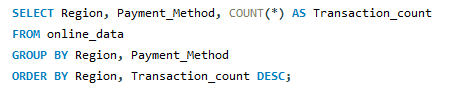 SELECT Region, Payment_Method, COUNT(*) AS Transaction_count
FROM online_data
GROUP BY Region, Payment_Method
ORDER BY Region, Transaction_count DESC;